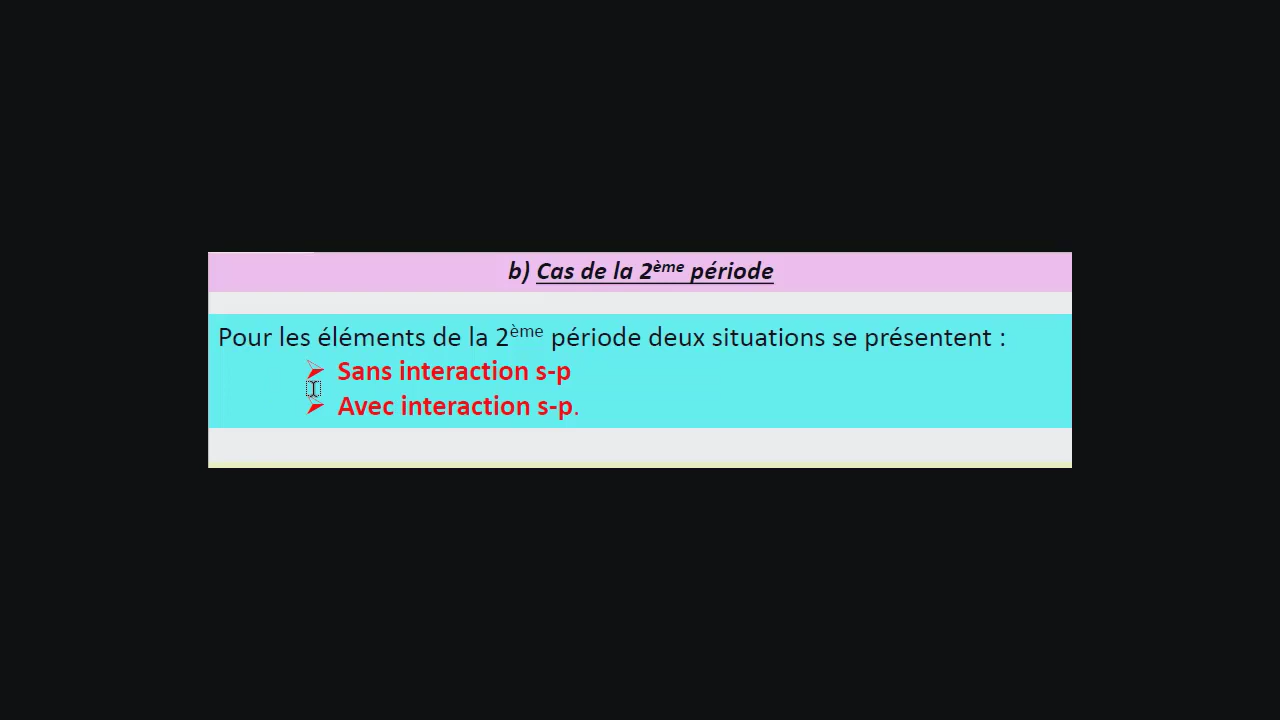 b) Cas de la 2ème période
Pour les éléments de la 2ème période deux situations se présentent :
➢ Sans interaction s-p
➢ Avec interaction s-p.